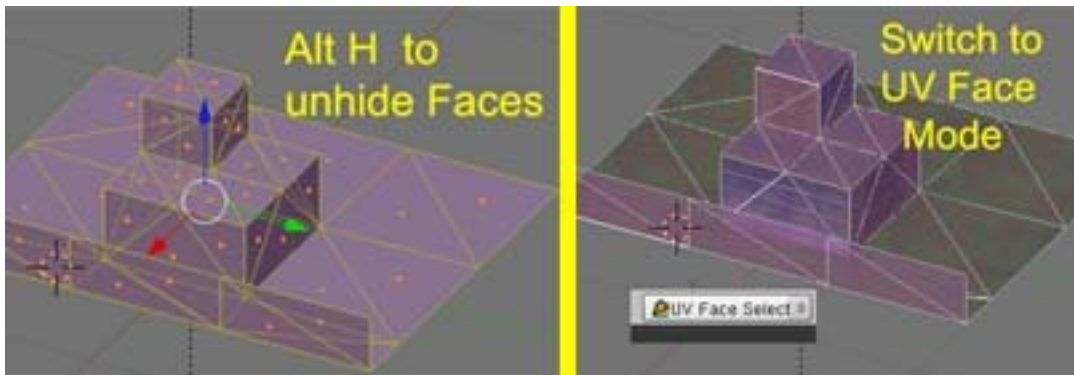 Alt H to
unhide Faces
Switch to
UV Face
Mode
UV Face Select